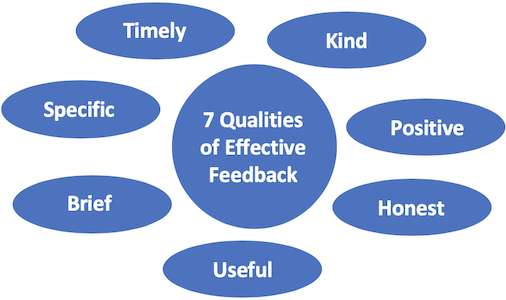 Timely
Kind
Specific
7 Qualities
of Effective
Feedback
Positive
Brief
Honest
Useful